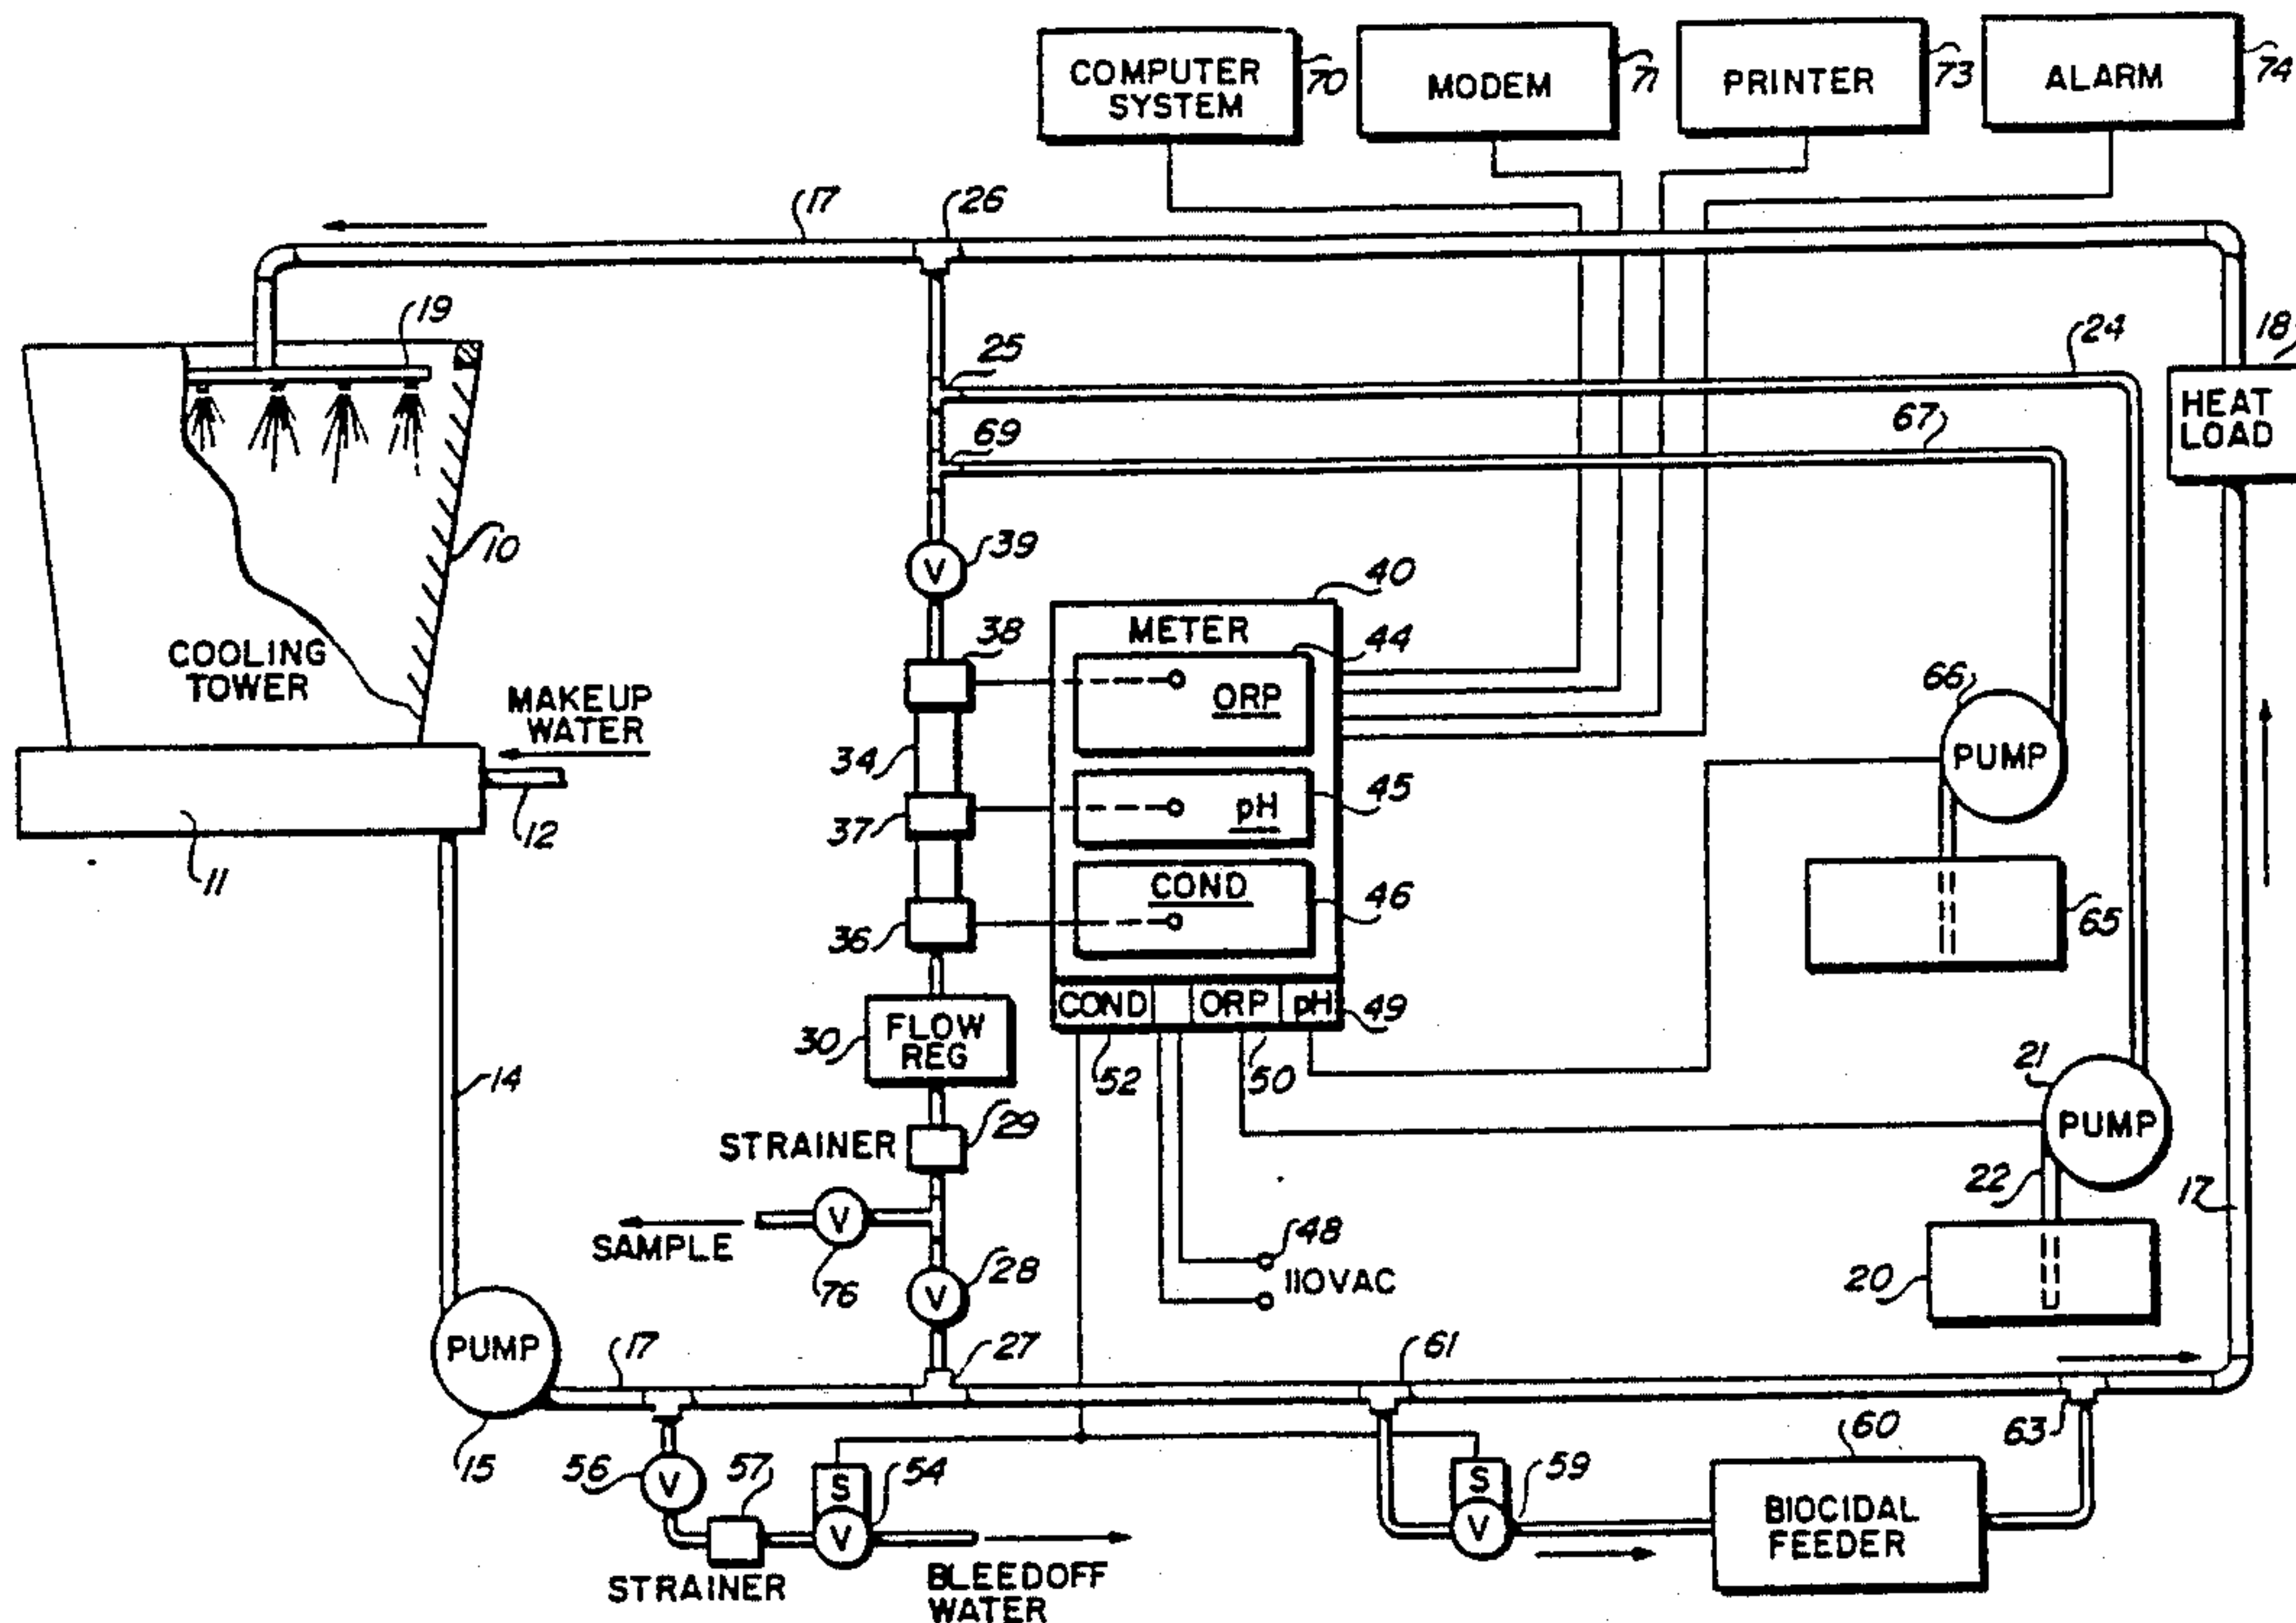 COMPUTER
SYSTEM
70
MODEM
71
PRINTER
73
ALARM
74
17
26
19
25
24
18
HEAT
LOAD
69
67
10
39
40
METER
38
44
ORP
COOLING
TOWER
MAKEUP
WATER
66
PUMP
34
pH
45
12
37
11
COND
46
36
65
COND
ORP
pH
49
30
FLOW
REG
52
50
14
21
PUMP
STRAINER
29
22
17
SAMPLE
76
28
48
110VAC
20
PUMP
17
27
61
15
56
57
S
V
54
S
V
59
60
63
BIOCIDAL
FEEDER
V
V
V
V
STRAINER
BLEEDOFF
WATER